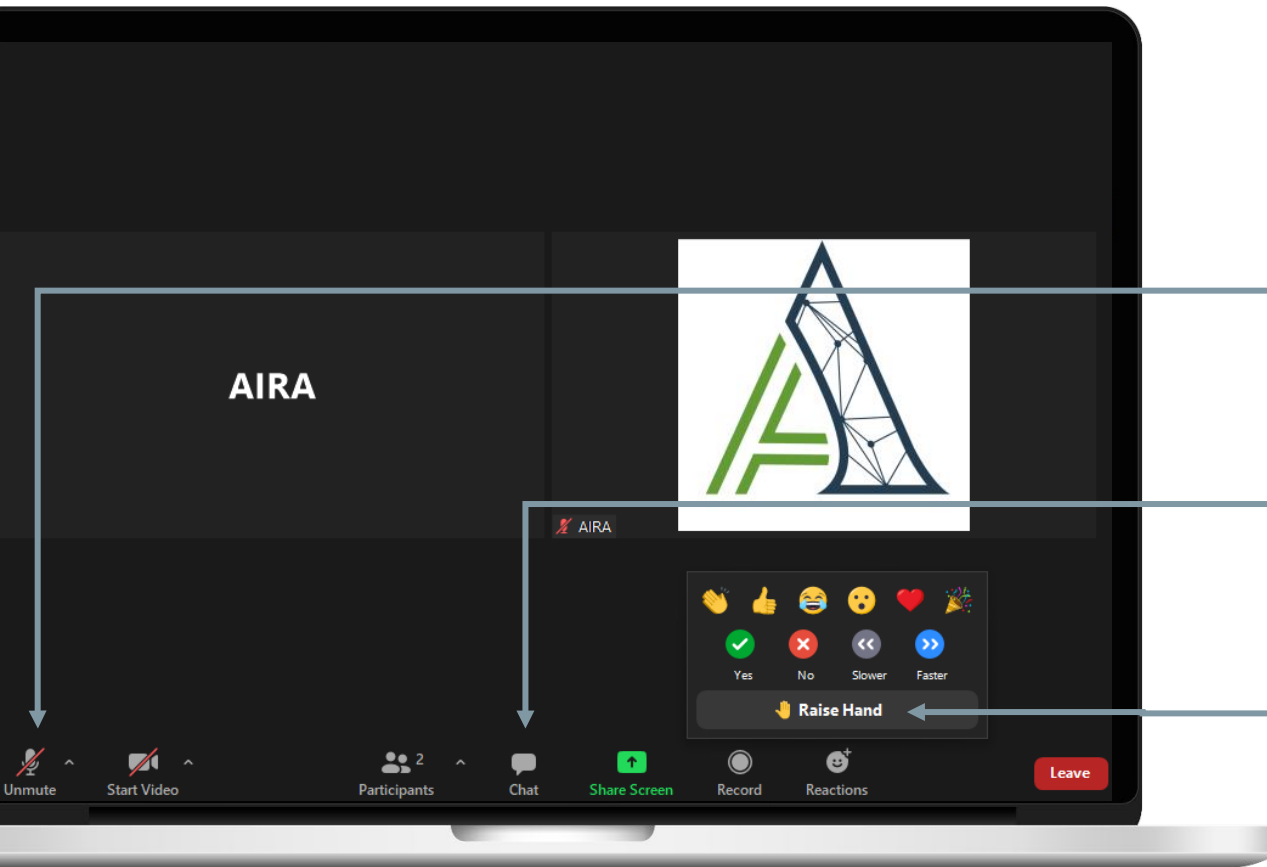 AIRA
AIRA
Yes No Slower Faster
Raise Hand
2
Unmute Start Video Participants Chat Share Screen Record Reactions Leave